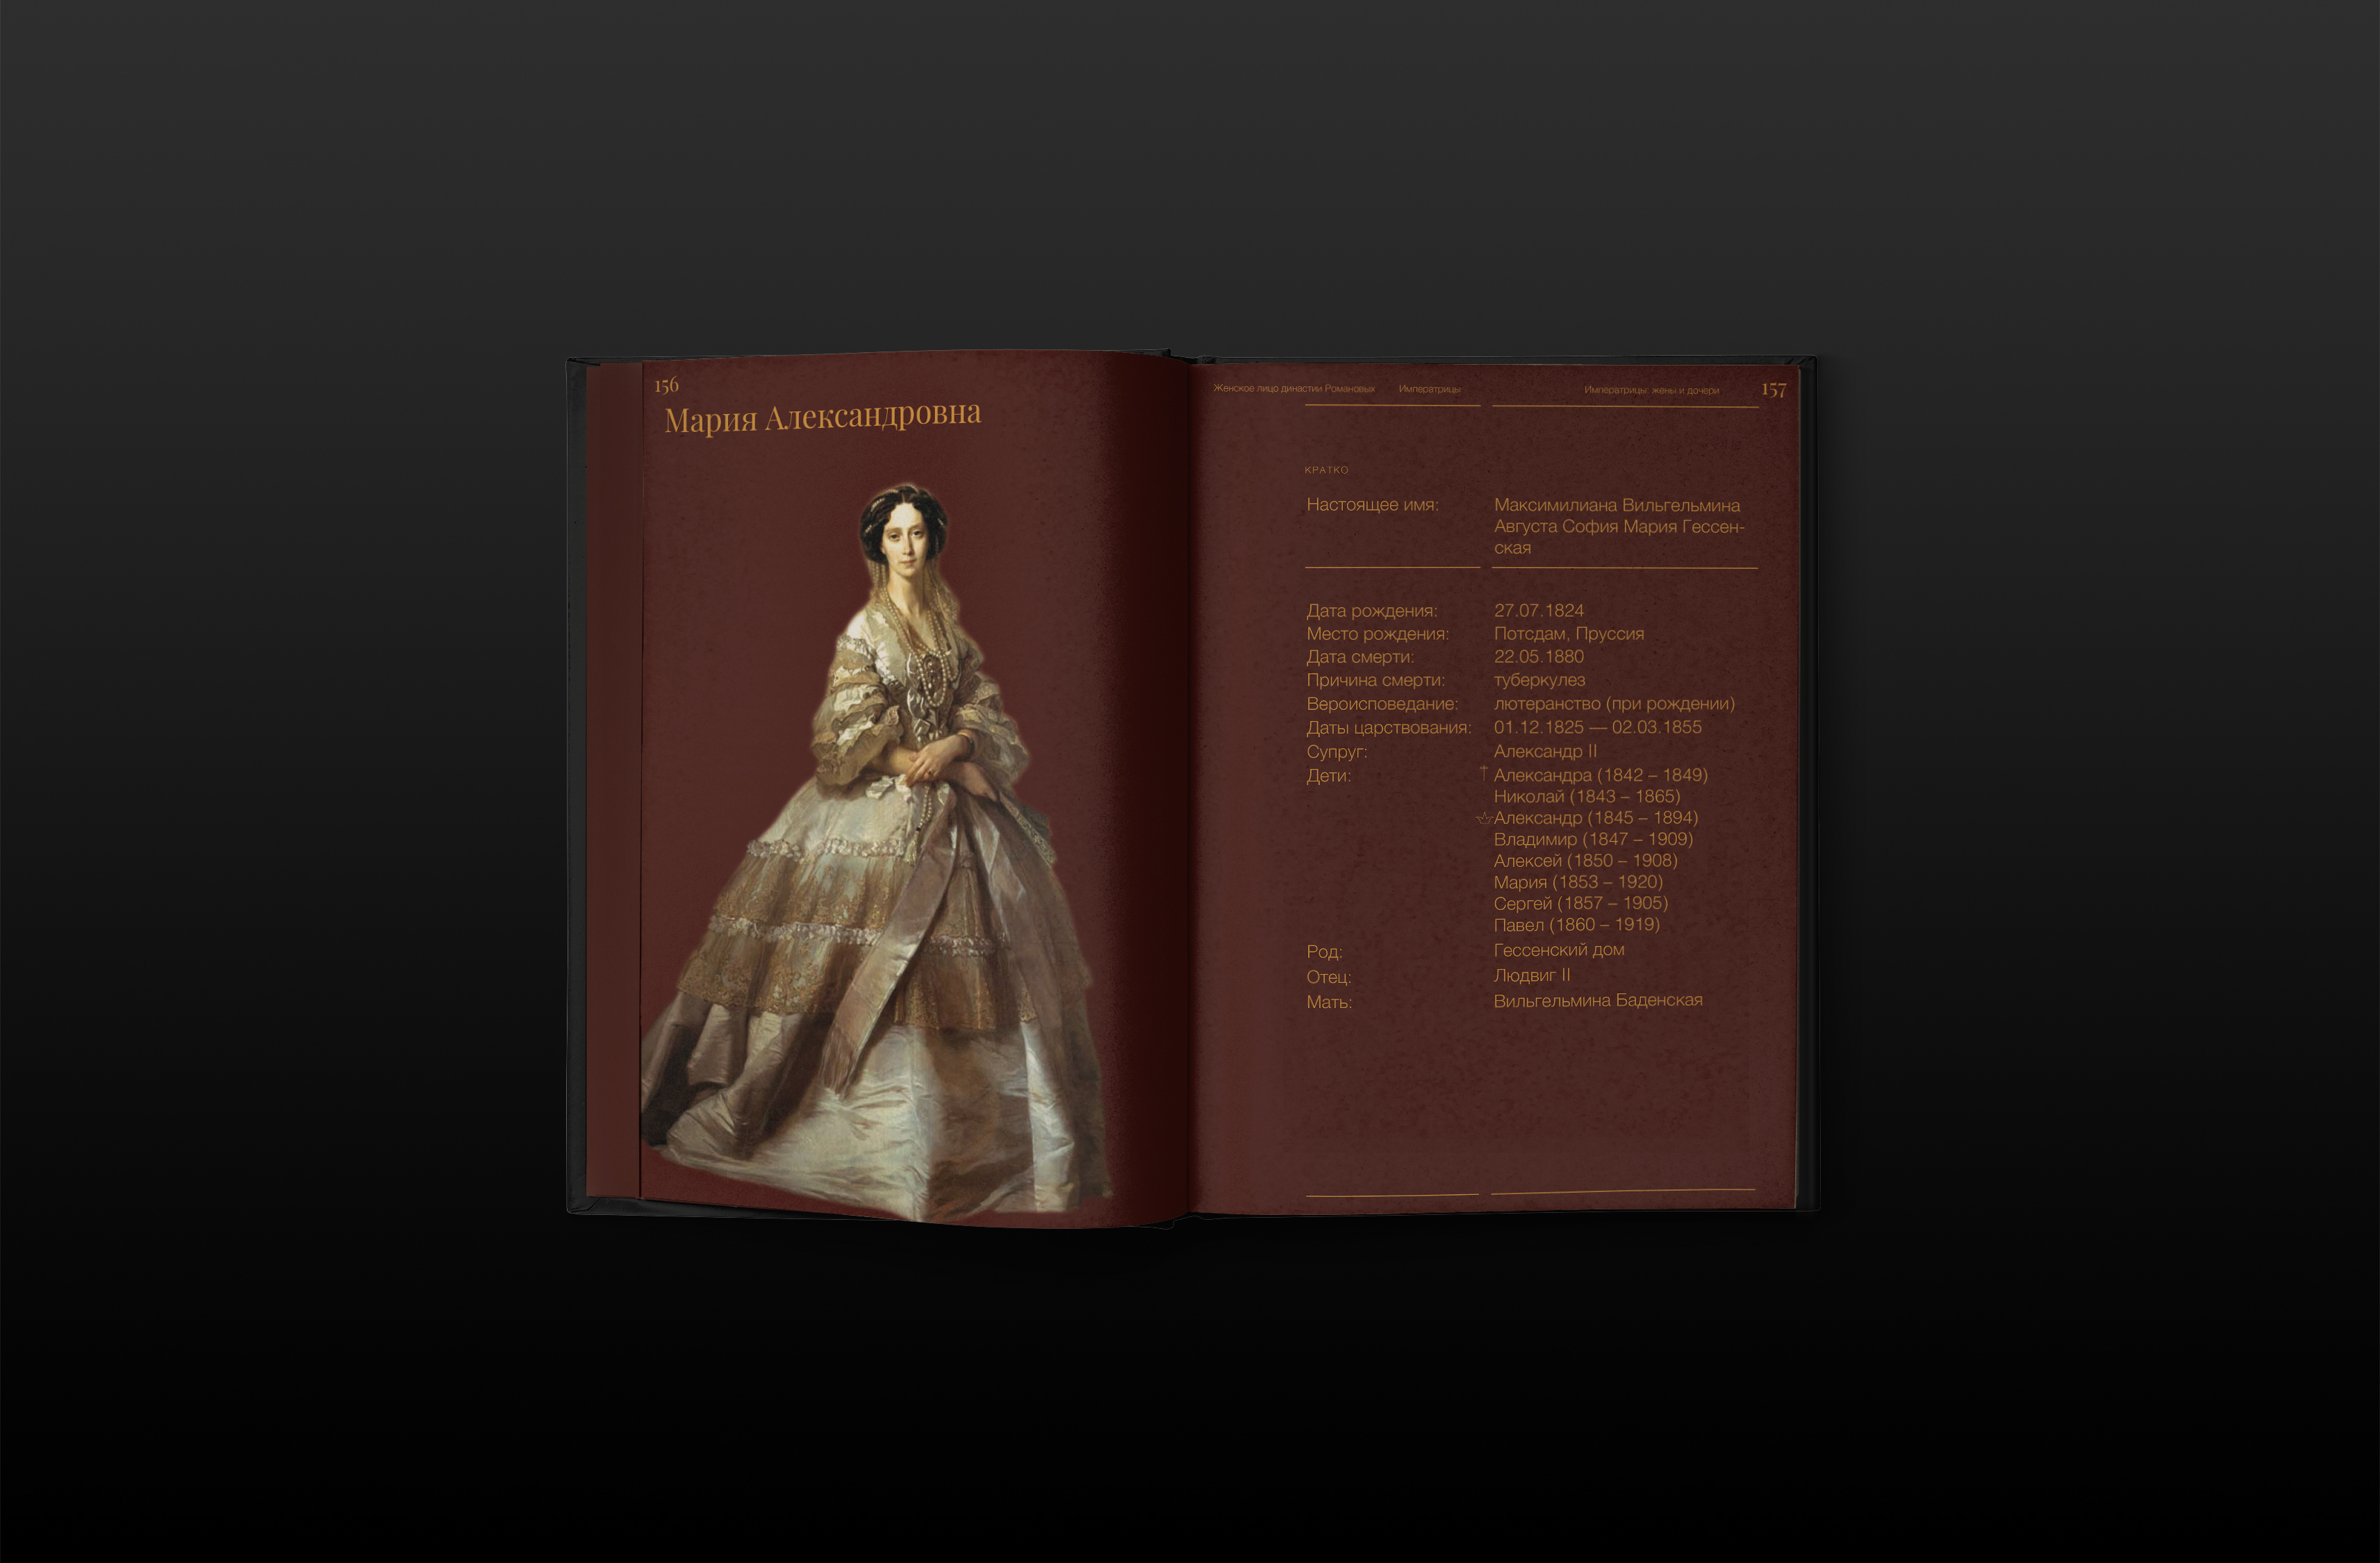 156
Мария Александровна
Женское лицо династии Романовых Императрицы Императрицы: жены и дочери 157
КРАТКО
Настоящее имя: Максимилиана Вильгельмина
Августа София Мария Гессен-
ская
Дата рождения: 27.07.1824
Место рождения: Потсдам, Пруссия
Дата смерти: 22.05.1880
Причина смерти: туберкулез
Вероисповедание: лютеранство (при рождении)
Даты царствования: 01.12.1825 — 02.03.1855
Супруг: Александр II
Дети: Александра (1842 – 1849)
Николай (1843 – 1865)
Александр (1845 – 1894)
Владимир (1847 – 1909)
Алексей (1850 – 1908)
Мария (1853 – 1920)
Сергей (1857 – 1905)
Павел (1860 – 1919)
Род: Гессенский дом
Отец: Людвиг II
Мать: Вильгельмина Баденская